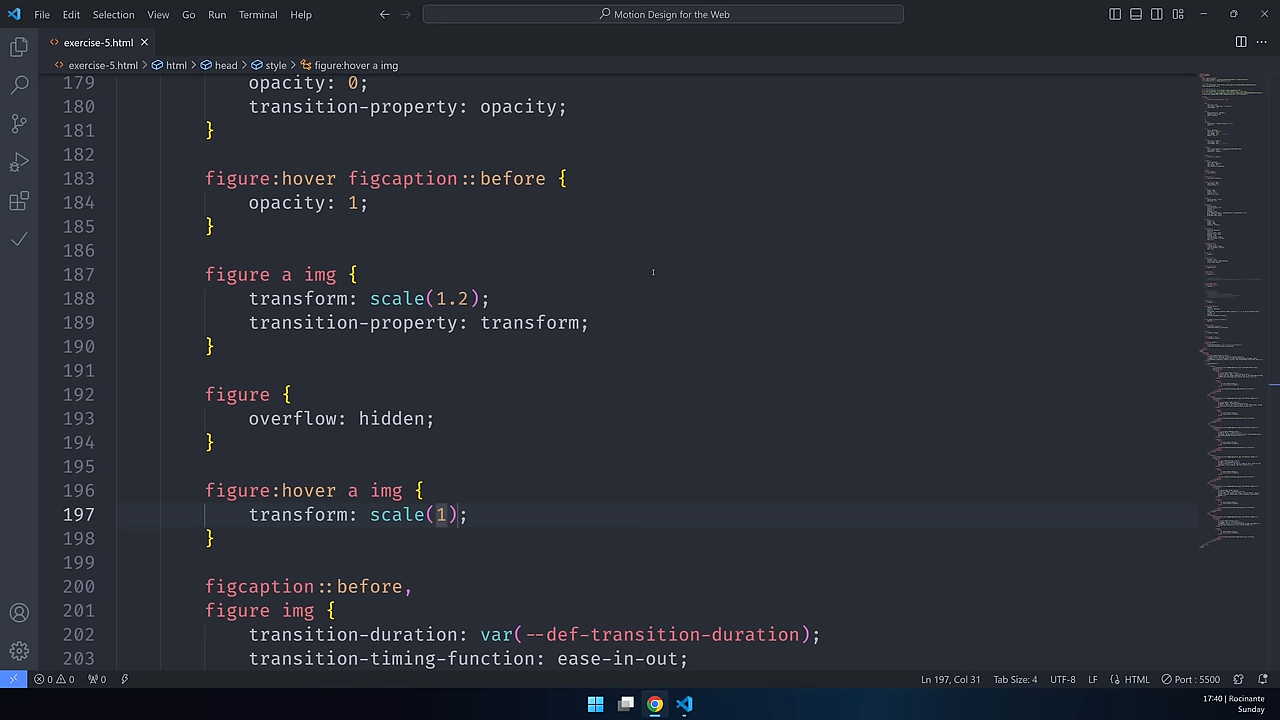 File Edit Selection View Go Run Terminal Help
Motion Design for the Web
exercise-5.html
exercise-5.html > html > head > style > figure:hover a img
179 opacity: 0;
180 transition-property: opacity;
181 }
182
183 figure:hover figcaption::before {
184 opacity: 1;
185 }
186
187 figure a img {
188 transform: scale(1.2);
189 transition-property: transform;
190 }
191
192 figure {
193 overflow: hidden;
194 }
195
196 figure:hover a img {
197 transform: scale(1);
198 }
199
200 figcaption::before,
201 figure img {
202 transition-duration: var(--def-transition-duration);
203 transition-timing-function: ease-in-out;
0 0 0 Ln 197, Col 31 Tab Size: 4 UTF-8 LF HTML Port : 5500
17:40 | Rocinante
Sunday